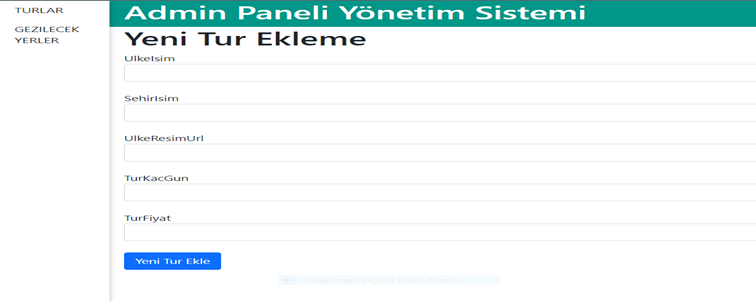 TURLAR
GEZILECEK
YERLER
Admin Paneli Yönetim Sistemi
Yeni Tur Ekleme
UlkeIsim
SehirIsim
UlkeResimUrl
TurKacGun
TurFiyat
Yeni Tur Ekle